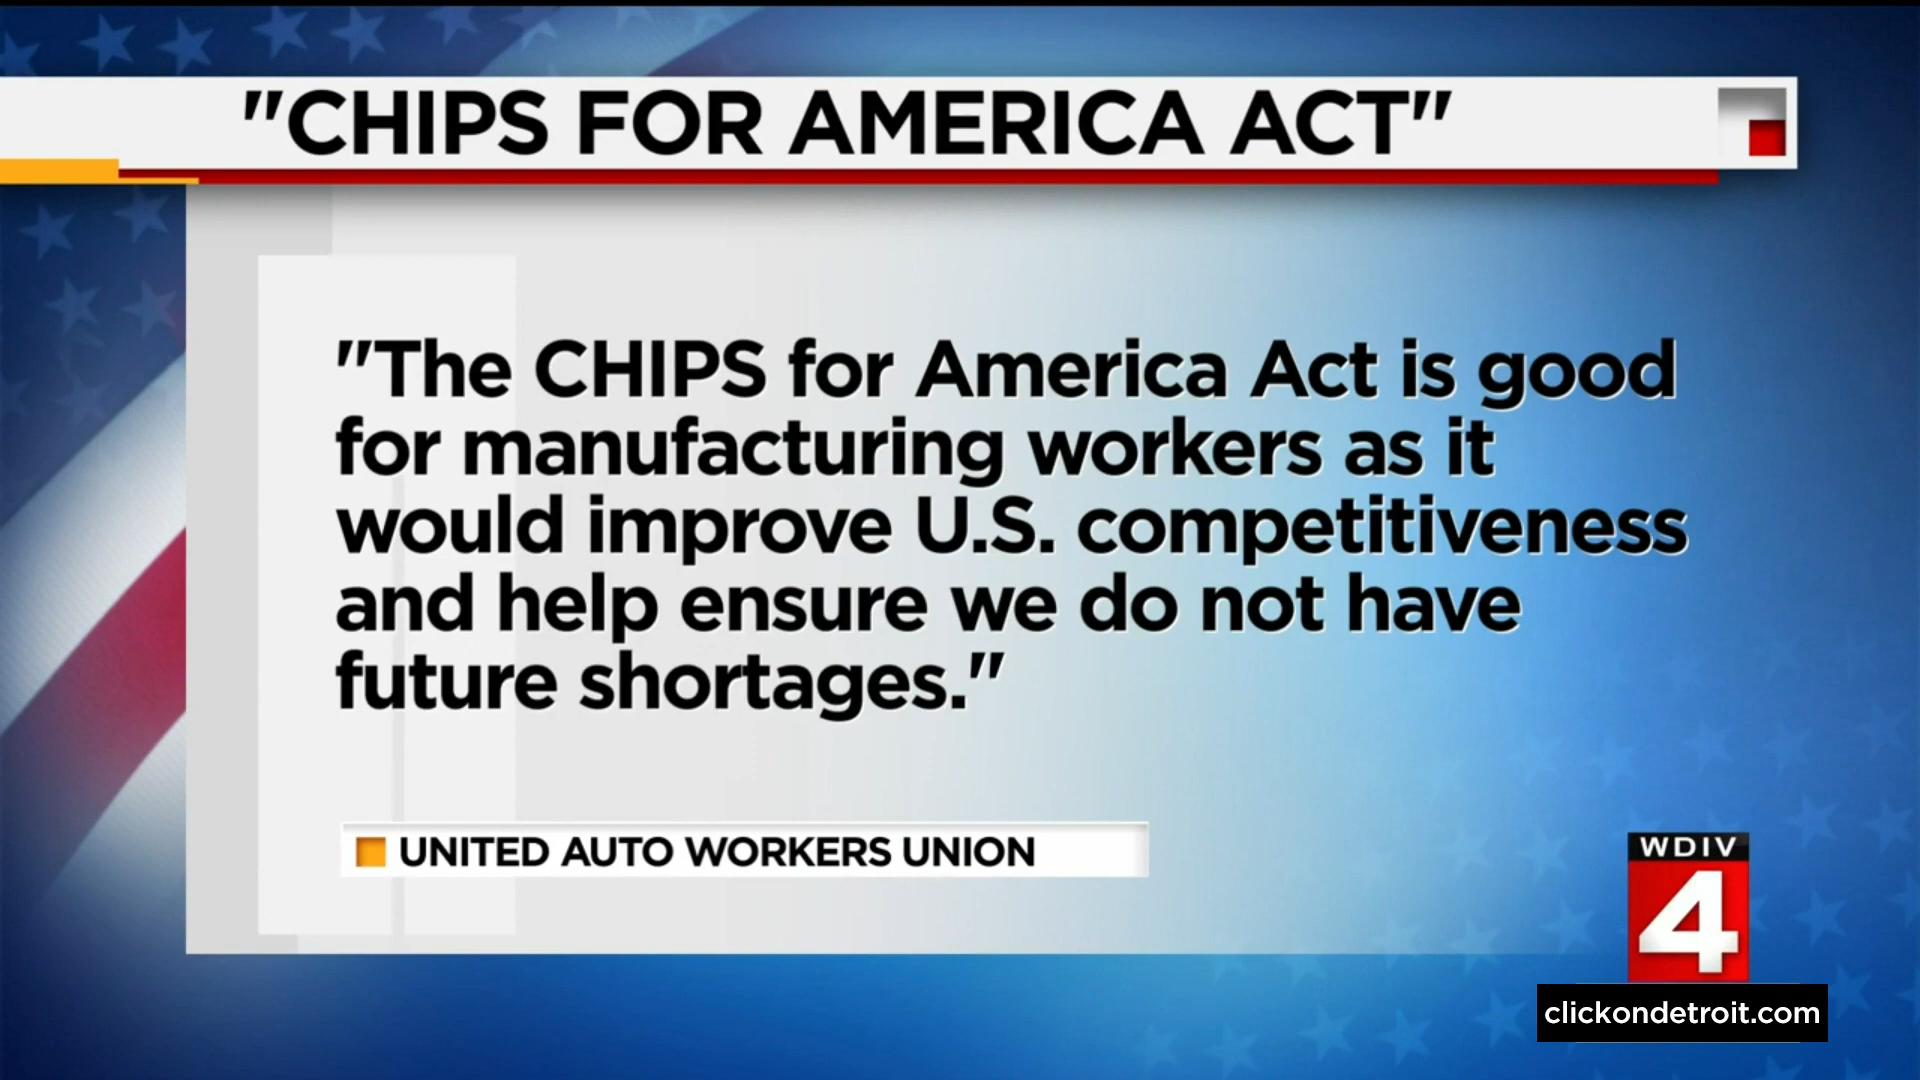 "CHIPS FOR AMERICA ACT"
"The CHIPS for America Act is good
for manufacturing workers as it
would improve U.S. competitiveness
and help ensure we do not have
future shortages."
UNITED AUTO WORKERS UNION
WDIV
4
clickondetroit.com